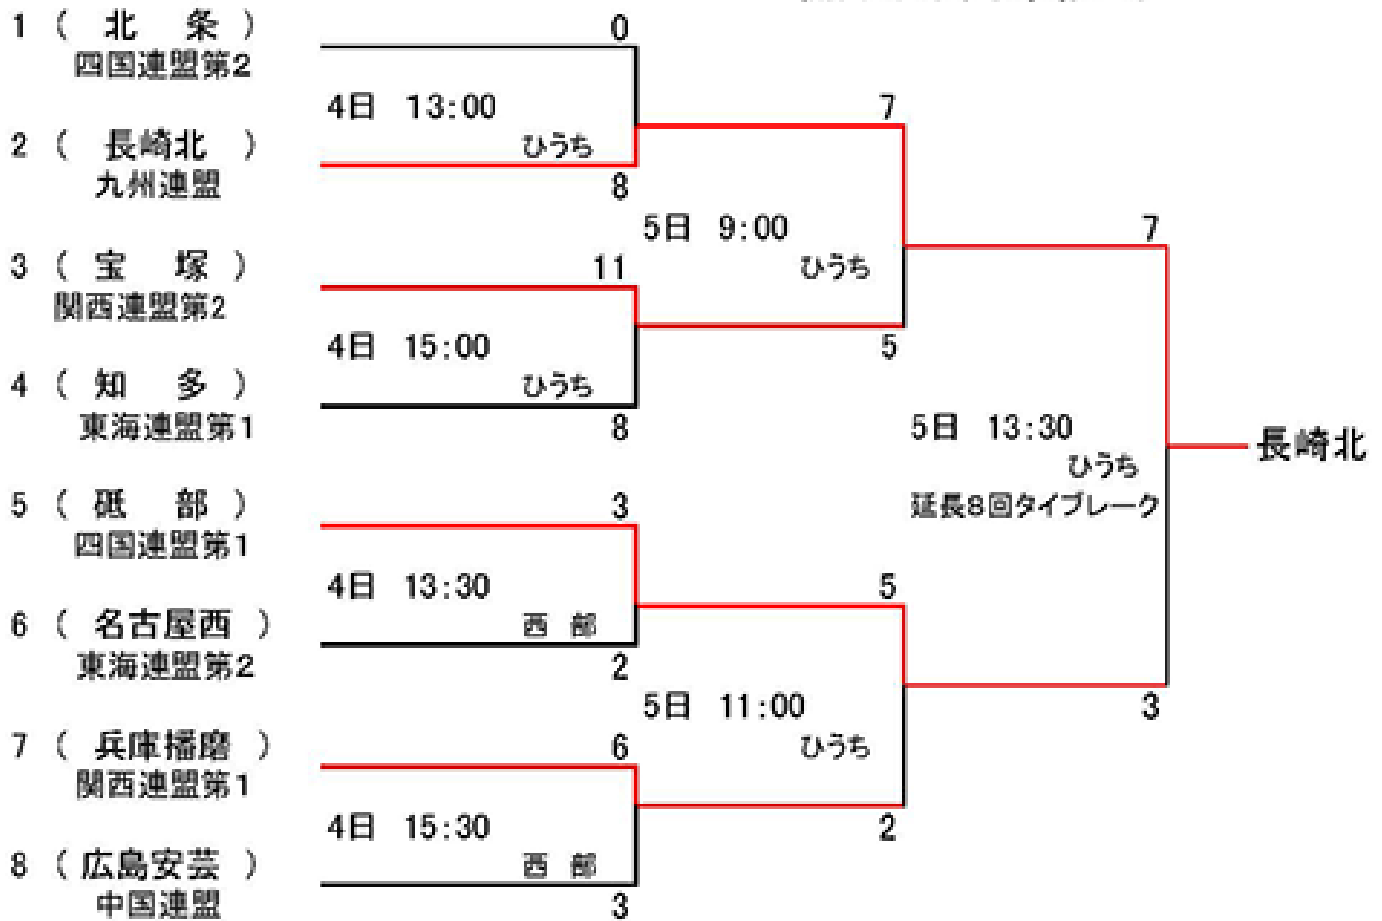 1 ( 北 条 )
四国連盟第2
0
4日 13:00
ひうち
7
2 ( 長崎北 )
九州連盟
8
5日 9:00
ひうち
7
3 ( 宝 塚 )
関西連盟第2
11
4日 15:00
ひうち
5
4 ( 知 多 )
東海連盟第1
8
5日 13:30
ひうち
延長8回タイブレーク
長崎北
5 ( 砥 部 )
四国連盟第1
3
4日 13:30
西 部
5
6 ( 名古屋西 )
東海連盟第2
2
5日 11:00
ひうち
3
7 ( 兵庫播磨 )
関西連盟第1
6
4日 15:30
西 部
2
8 ( 広島安芸 )
中国連盟
3